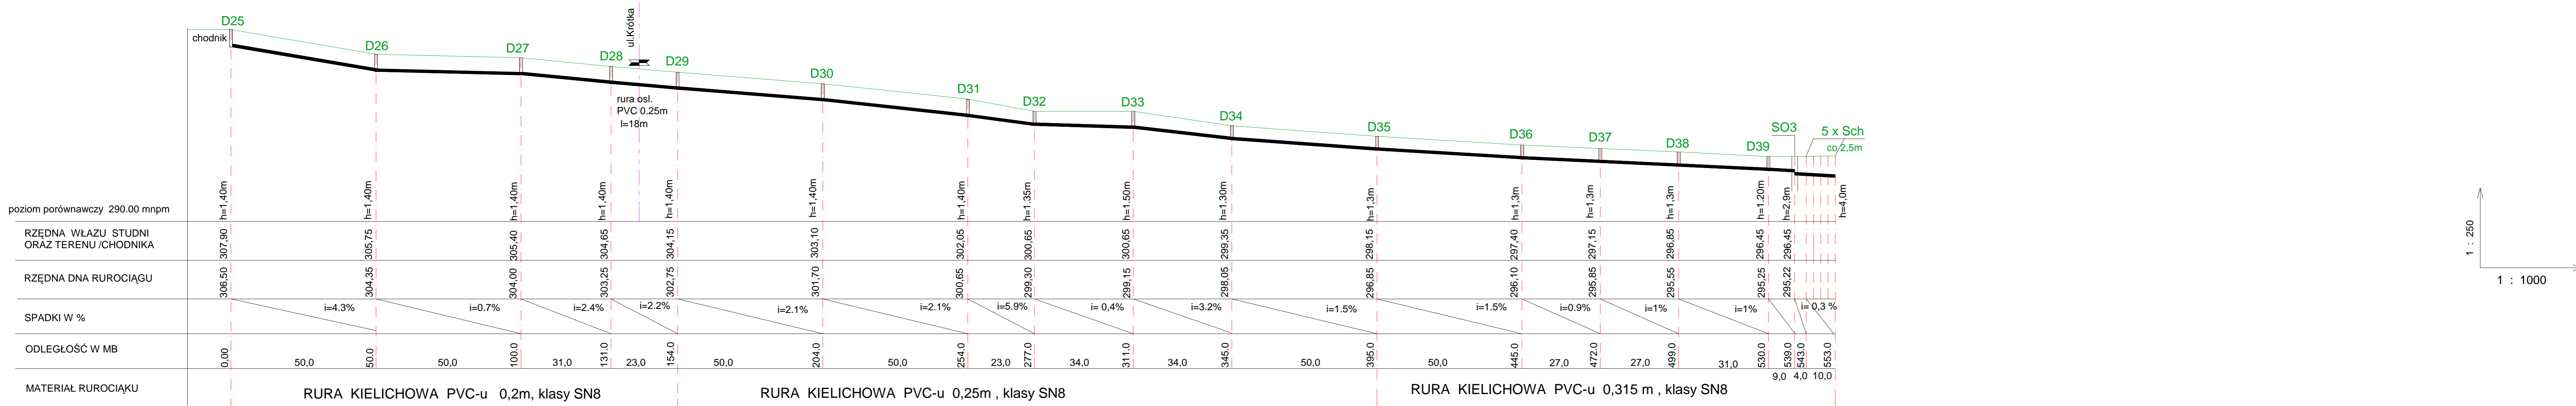 D25
D26
D27
D28
D29
D30
D31
D32
D33
D34
D35
D36
D37
D38
D39
SO3
5 x Sch
co 2,5m
chodnik
ul.Krótka
rura osl.
PVC 0.25m
l=18m
poziom porównawczy 290.00 mnpm
h=1,40m
h=1,40m
h=1,40m
h=1,40m
h=1,40m
h=1,40m
h=1,40m
h=1.35m
h=1.50m
h=1.30m
h=1,3m
h=1,3m
h=1,3m
h=1,3m
h=1.20m
h=2,9m
h=4,0m
RZĘDNA WŁAZU STUDNI
ORAZ TERENU /CHODNIKA
307,90
305,75
305,40
304,65
304,15
303,10
302,05
300,65
300,65
299,35
298,15
297,40
297,15
296,85
296,45
296,45
RZĘDNA DNA RUROCIĄGU
306,50
304,35
304,00
303,25
302,75
301,70
300,65
299,30
299,15
298,05
296,85
296,10
295,85
295,55
295,25
295,22
SPADKI W %
i=4.3%
i=0.7%
i=2.4%
i=2.2%
i=2.1%
i=2.1%
i=5.9%
i= 0,4%
i=3.2%
i=1.5%
i=1.5%
i=0.9%
i=1%
i=1%
i= 0,3 %
ODLEGŁOŚĆ W MB
0,00
50,0
50.0
50,0
100.0
31,0
131.0
23,0
154.0
50,0
204.0
50,0
254.0
23,0
277.0
34,0
311.0
34,0
345.0
50,0
395.0
50,0
445.0
27,0
472.0
27,0
499.0
31,0
530.0
9,0
539.0
4,0
543.0
10,0
553.0
MATERIAŁ RUROCIĄKU
RURA KIELICHOWA PVC-u 0,2m, klasy SN8
RURA KIELICHOWA PVC-u 0,25m , klasy SN8
RURA KIELICHOWA PVC-u 0,315 m , klasy SN8
1 : 250
1 : 1000